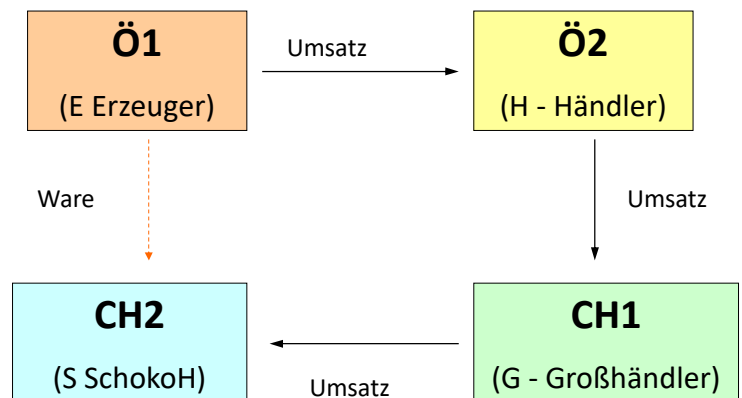 Ö1
(E Erzeuger)
Umsatz
Ö2
(H - Händler)
Ware
Umsatz
CH2
(S SchokoH)
Umsatz
CH1
(G - Großhändler)